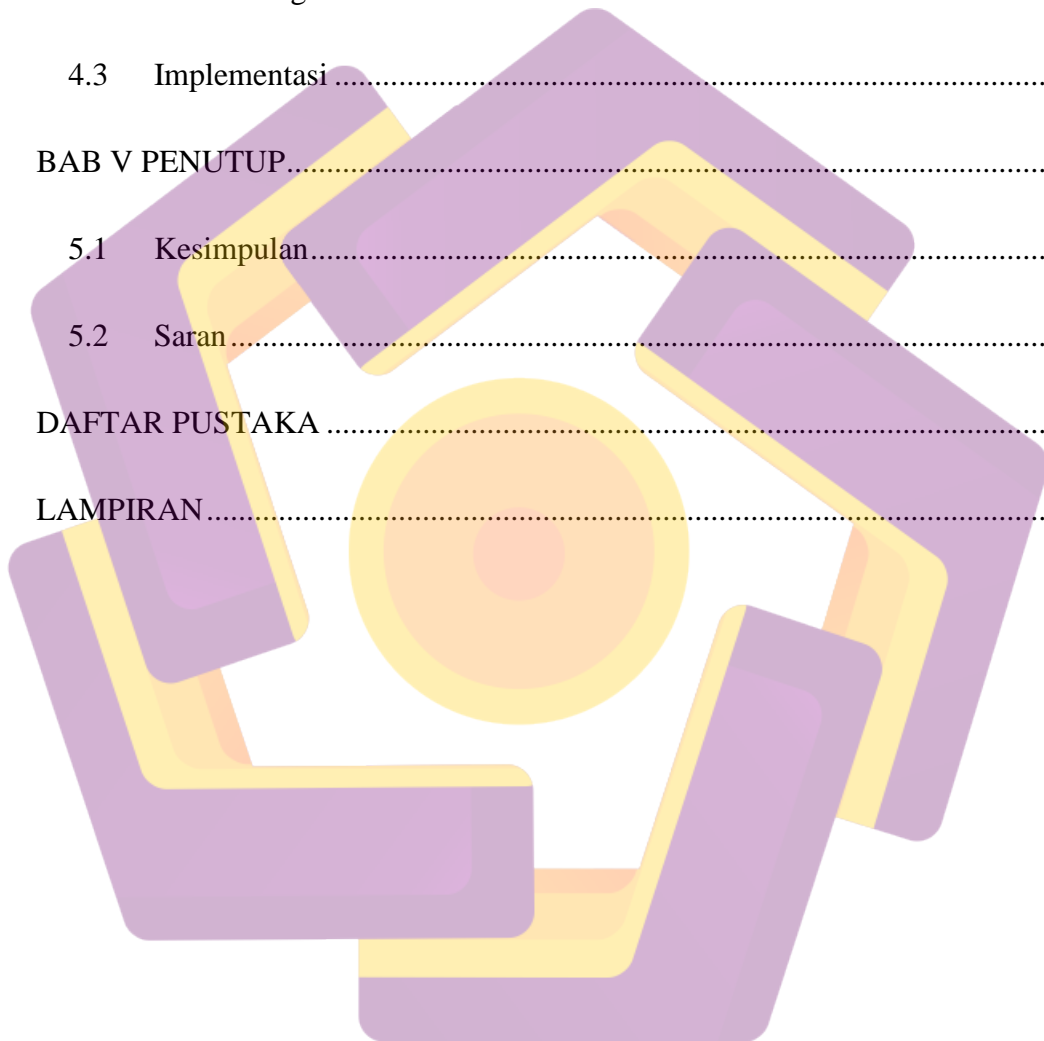 4.3 Implementasi ..........................................................................................
BAB V PENUTUP................................................................................................
5.1 Kesimpulan.............................................................................................
5.2 Saran .......................................................................................................
DAFTAR PUSTAKA ...........................................................................................
LAMPIRAN..........................................................................................................